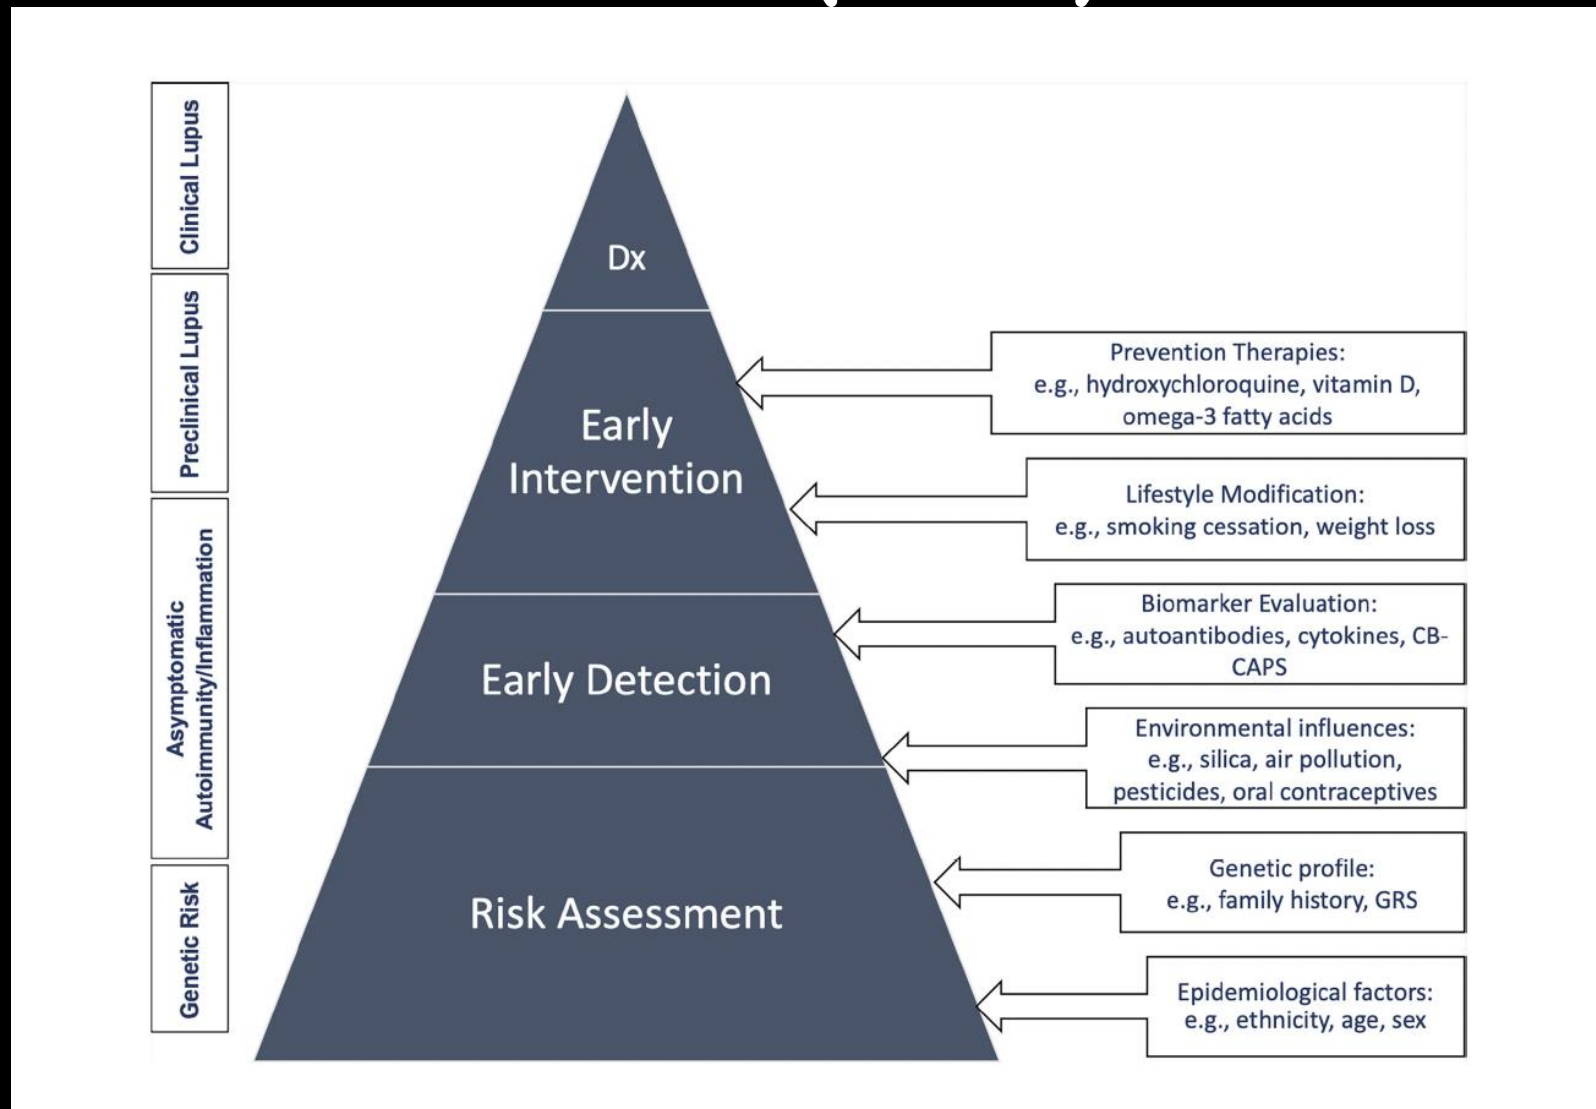 Clinical Lupus
Preclinical Lupus
Asymptomatic
Autoimmunity/Inflammation
Genetic Risk
Dx
Early
Intervention
Early Detection
Risk Assessment
Prevention Therapies:
e.g., hydroxychloroquine, vitamin D,
omega-3 fatty acids
Lifestyle Modification:
e.g., smoking cessation, weight loss
Biomarker Evaluation:
e.g., autoantibodies, cytokines, CB-
CAPS
Environmental influences:
e.g., silica, air pollution,
pesticides, oral contraceptives
Genetic profile:
e.g., family history, GRS
Epidemiological factors:
e.g., ethnicity, age, sex